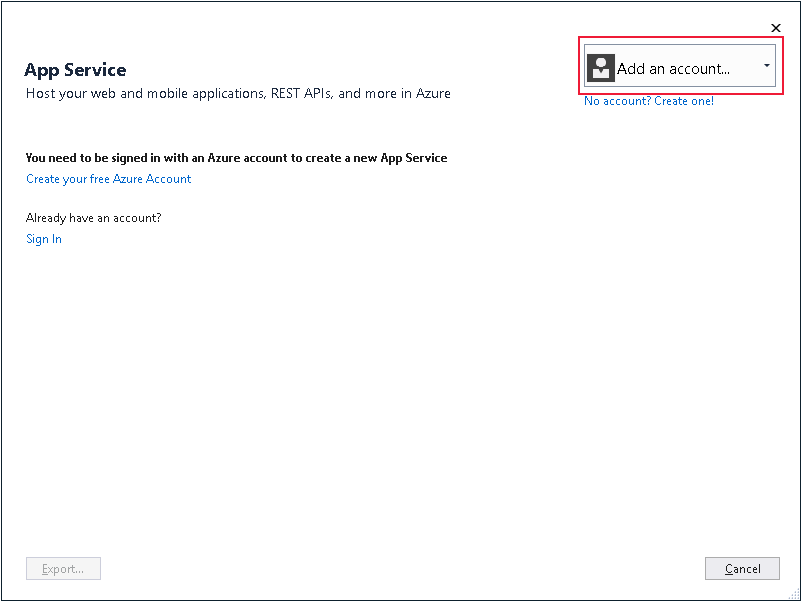 App Service
Host your web and mobile applications, REST APIs, and more in Azure
Add an account...
No account? Create one!
You need to be signed in with an Azure account to create a new App Service
Create your free Azure Account
Already have an account?
Sign In
Export...
Cancel